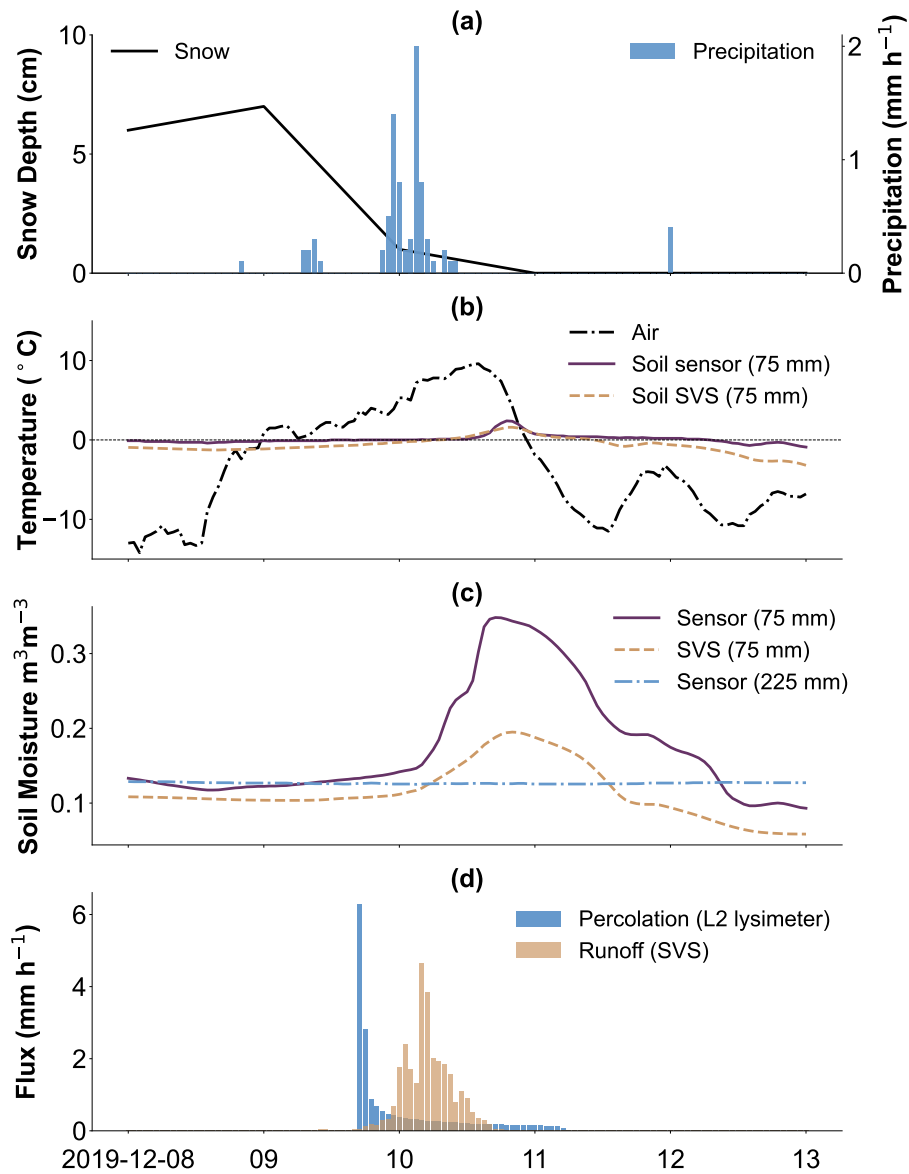 (a)
Snow
Precipitation
10
5
0
2
1
0
Snow Depth (cm)
Precipitation (mm h⁻¹)
(b)
Air
Soil sensor (75 mm)
Soil SVS (75 mm)
10
0
−10
Temperature (°C)
(c)
Sensor (75 mm)
SVS (75 mm)
Sensor (225 mm)
0.3
0.2
0.1
Soil Moisture m³m⁻³
(d)
Percolation (L2 lysimeter)
Runoff (SVS)
6
4
2
0
Flux (mm h⁻¹)
2019-12-08 09 10 11 12 13